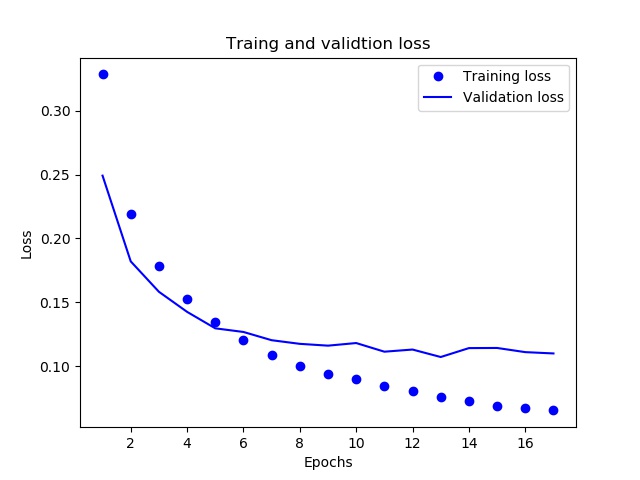 Traing and validtion loss
Training loss
Validation loss
0.30
0.25
0.20
0.15
0.10
Loss
2 4 6 8 10 12 14 16
Epochs